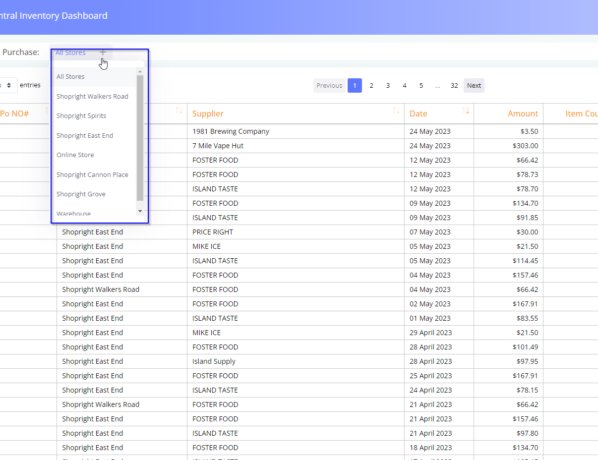 ntral Inventory Dashboard
Purchase: All Stores +
entries Previous 1 2 3 4 5 ... 32 Next
All Stores
Shopright Walkers Road
Shopright Spirits
Shopright East End
Online Store
Shopright Cannon Place
Shopright Grove
Warehouse
Po NO# Supplier Date Amount Item Cou
1981 Brewing Company 24 May 2023 $3.50
7 Mile Vape Hut 24 May 2023 $303.00
FOSTER FOOD 12 May 2023 $66.42
FOSTER FOOD 12 May 2023 $78.73
ISLAND TASTE 12 May 2023 $78.70
FOSTER FOOD 09 May 2023 $134.70
ISLAND TASTE 09 May 2023 $91.85
Shopright East End PRICE RIGHT 07 May 2023 $30.00
Shopright East End MIKE ICE 05 May 2023 $21.50
Shopright East End ISLAND TASTE 05 May 2023 $114.45
Shopright East End FOSTER FOOD 04 May 2023 $157.46
Shopright Walkers Road FOSTER FOOD 04 May 2023 $66.42
Shopright East End FOSTER FOOD 02 May 2023 $167.91
Shopright East End ISLAND TASTE 01 May 2023 $83.55
Shopright East End MIKE ICE 29 April 2023 $21.50
Shopright East End FOSTER FOOD 28 April 2023 $101.49
Shopright East End Island Supply 28 April 2023 $97.95
Shopright East End FOSTER FOOD 25 April 2023 $167.91
Shopright East End ISLAND TASTE 24 April 2023 $78.15
Shopright Walkers Road FOSTER FOOD 21 April 2023 $66.42
Shopright East End FOSTER FOOD 21 April 2023 $157.46
Shopright East End ISLAND TASTE 21 April 2023 $97.80
Shopright East End FOSTER FOOD 18 April 2023 $134.70